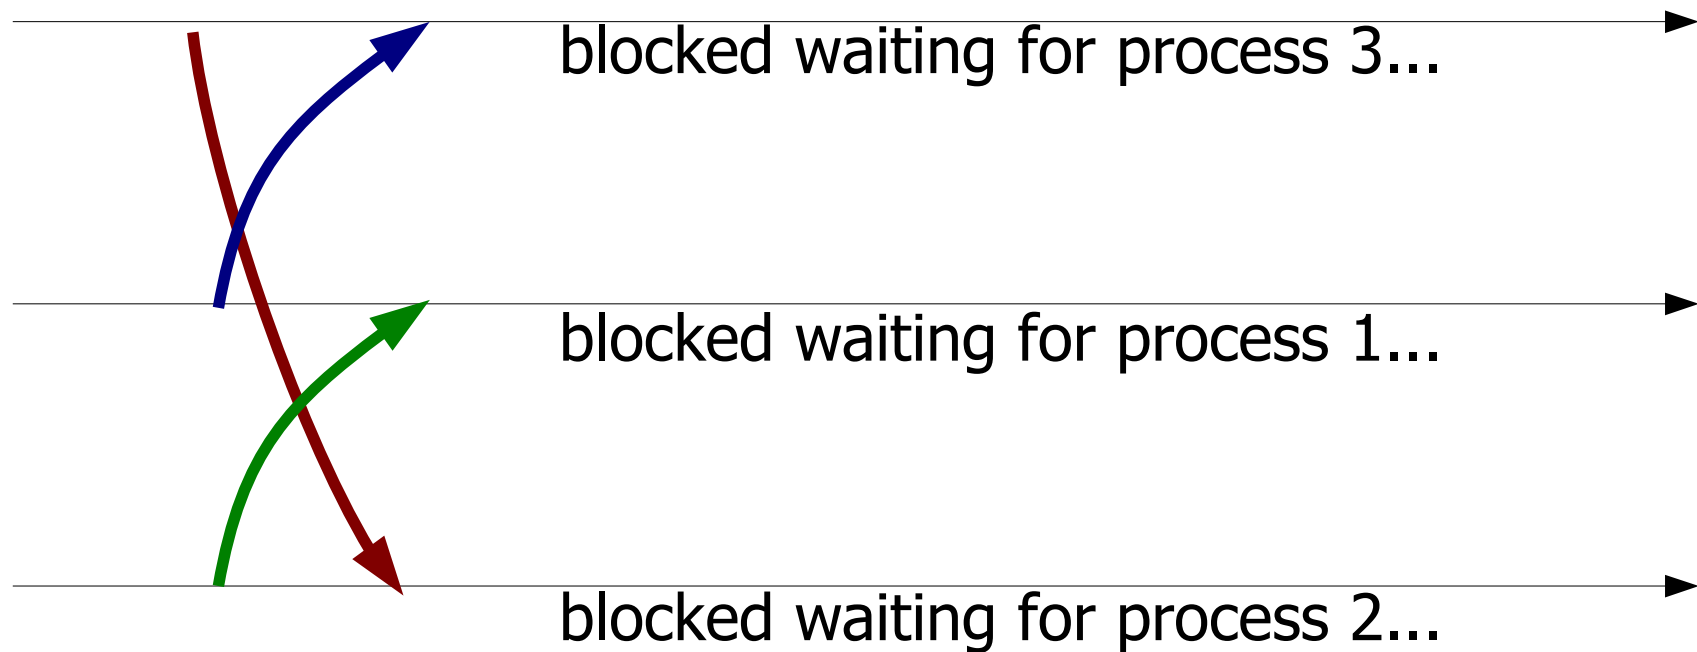 blocked waiting for process 3...
blocked waiting for process 1...
blocked waiting for process 2...